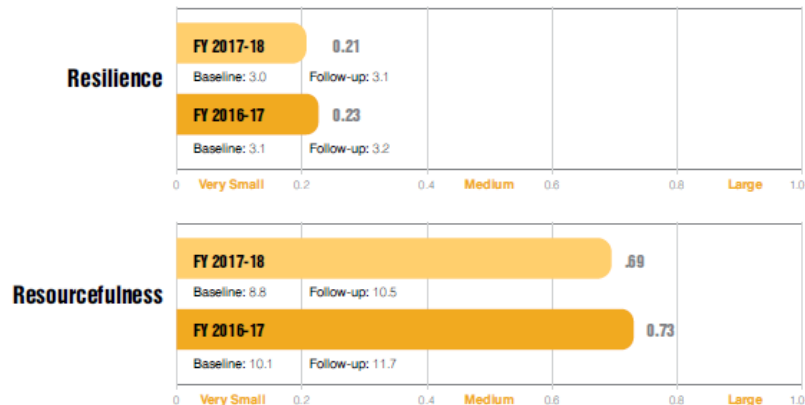 FY 2017-18 0.21
Resilience
Baseline: 3.0 Follow-up: 3.1
FY 2016-17 0.23
Baseline: 3.1 Follow-up: 3.2
0 Very Small 0.2 0.4 Medium 0.6 0.8 Large 1.0
FY 2017-18 .69
Resourcefulness
Baseline: 8.8 Follow-up: 10.5
FY 2016-17 0.73
Baseline: 10.1 Follow-up: 11.7
0 Very Small 0.2 0.4 Medium 0.6 0.8 Large 1.0